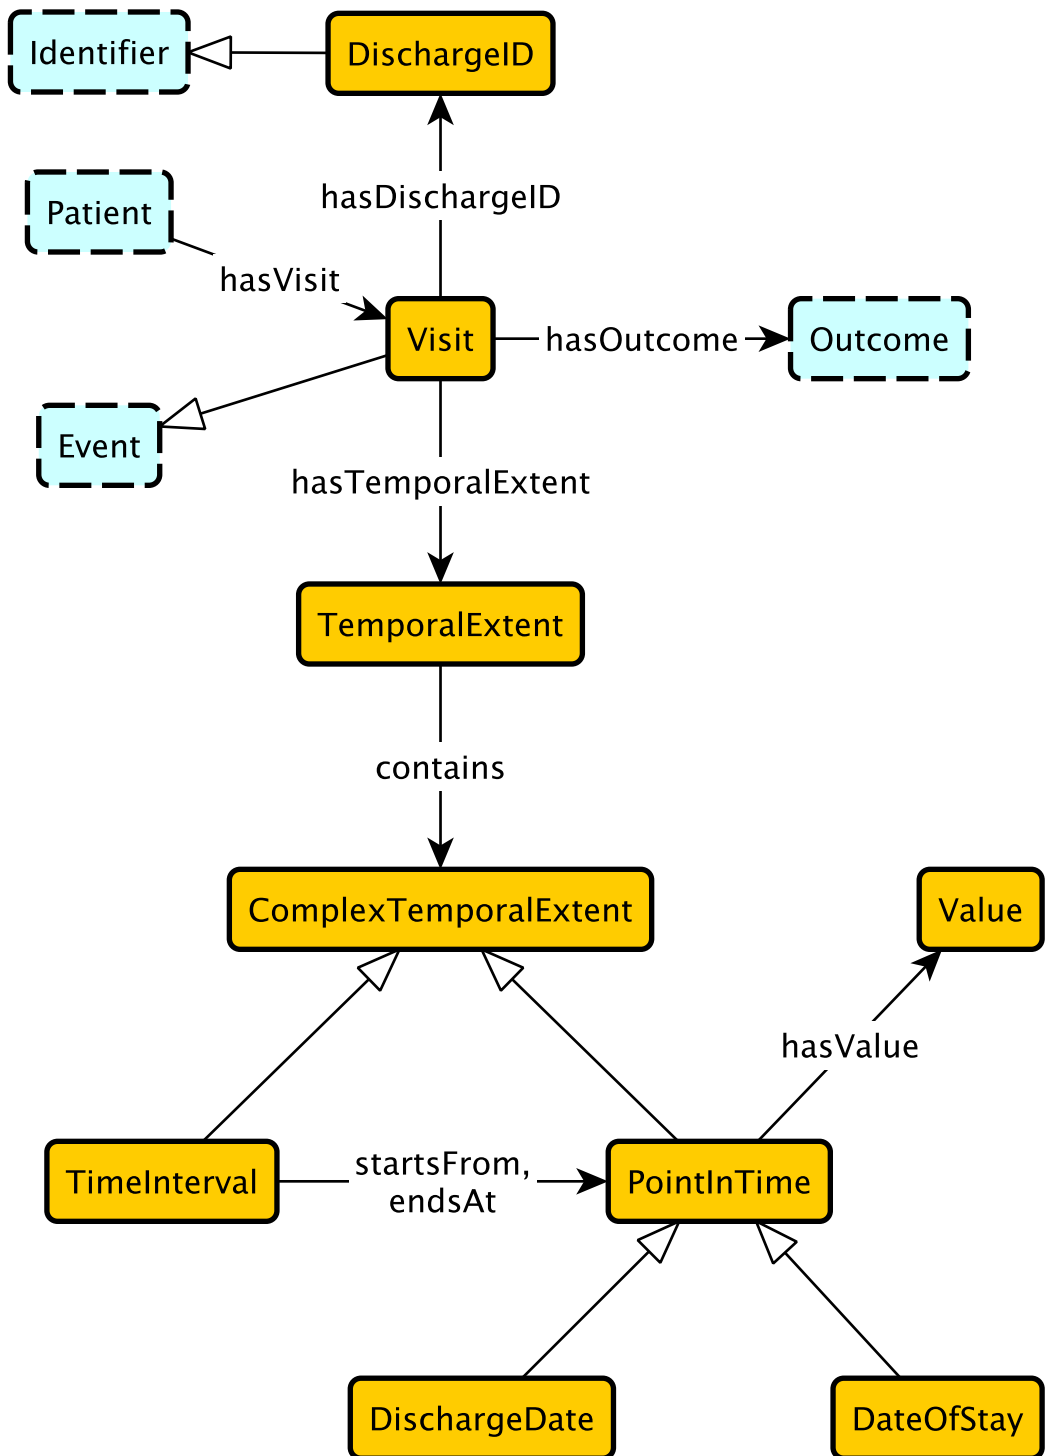 Identifier
DischargeID
hasDischargeID
Patient
hasVisit
Visit
hasOutcome
Outcome
Event
hasTemporalExtent
TemporalExtent
contains
ComplexTemporalExtent
Value
hasValue
TimeInterval
startsFrom,
endsAt
PointInTime
DischargeDate
DateOfStay